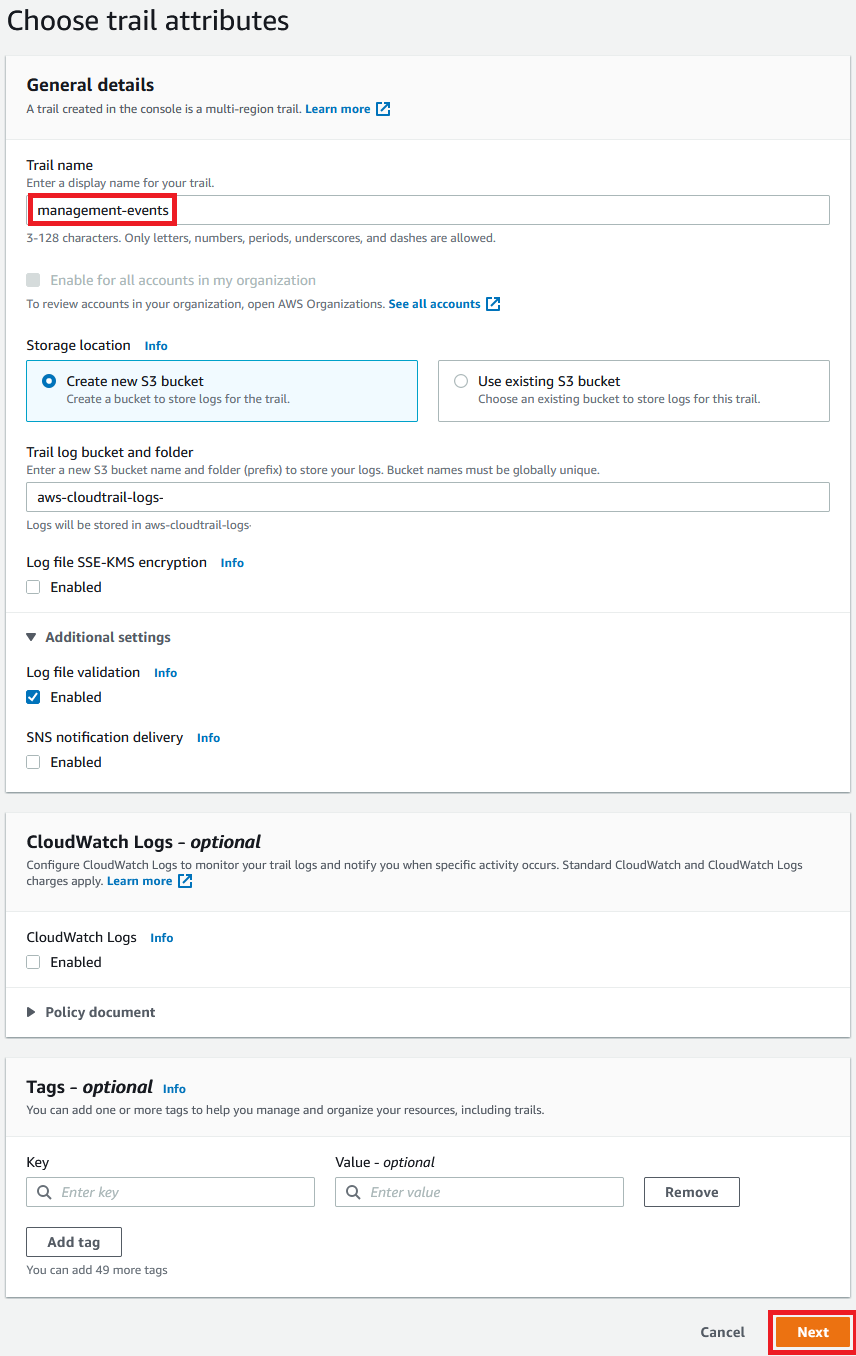 Choose trail attributes
General details
A trail created in the console is a multi-region trail. Learn more
Trail name
Enter a display name for your trail.
management-events
3-128 characters. Only letters, numbers, periods, underscores, and dashes are allowed.
Enable for all accounts in my organization
To review accounts in your organization, open AWS Organizations. See all accounts
Storage location Info
Create new S3 bucket
Create a bucket to store logs for the trail.
Use existing S3 bucket
Choose an existing bucket to store logs for this trail.
Trail log bucket and folder
Enter a new S3 bucket name and folder (prefix) to store your logs. Bucket names must be globally unique.
aws-cloudtrail-logs-
Logs will be stored in aws-cloudtrail-logs-
Log file SSE-KMS encryption Info
Enabled
Additional settings
Log file validation Info
Enabled
SNS notification delivery Info
Enabled
CloudWatch Logs - optional
Configure CloudWatch Logs to monitor your trail logs and notify you when specific activity occurs. Standard CloudWatch and CloudWatch Logs
charges apply. Learn more
CloudWatch Logs Info
Enabled
Policy document
Tags - optional Info
You can add one or more tags to help you manage and organize your resources, including trails.
Key
Value - optional
Enter key
Enter value
Remove
Add tag
You can add 49 more tags
Cancel
Next